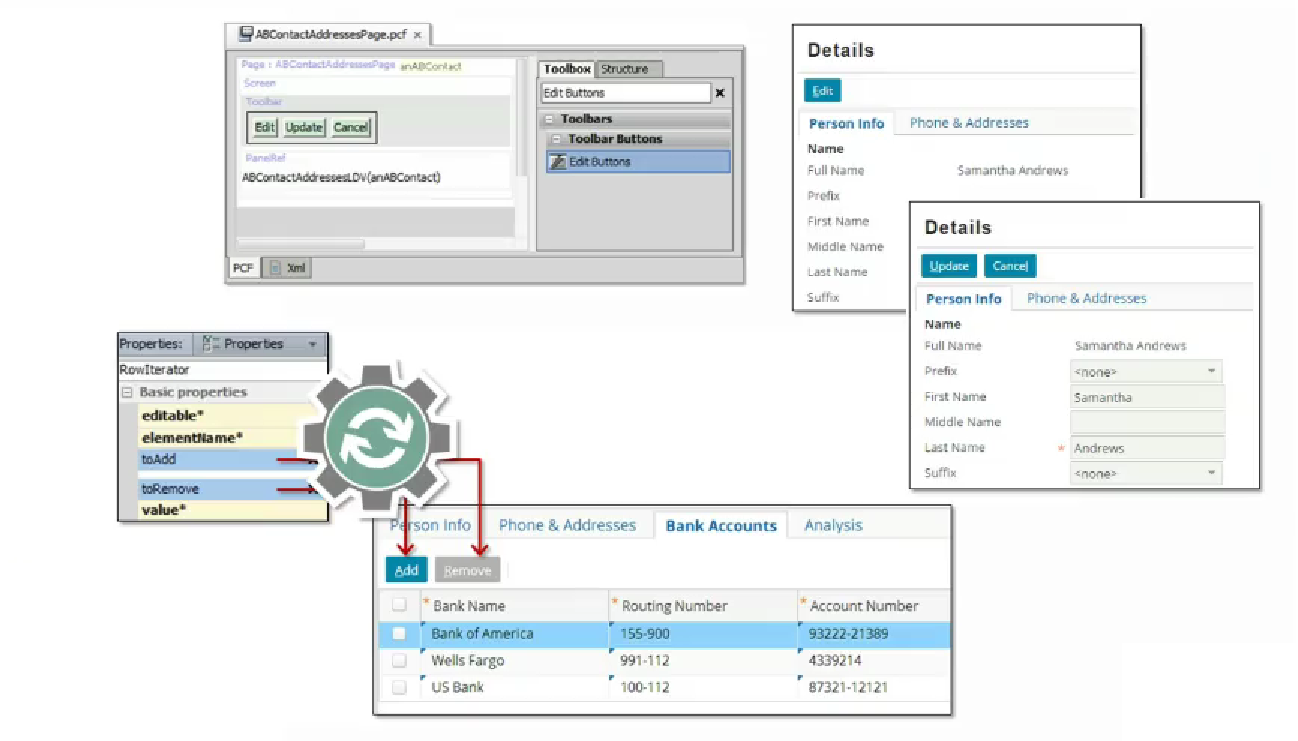 ABContactAddressesPage.pcf ×
Page : ABContactAddressesPage anABContact
Screen
Toolbar
Edit Update Cancel
PanelRef
ABContactAddressesLDV(anABContact)
PCF Xml
Toolbox Structure
Edit Buttons
Toolbars
Toolbar Buttons
Edit Buttons
Details
Edit
Person Info Phone & Addresses
Name
Full Name Samantha Andrews
Prefix
First Name
Middle Name
Last Name
Suffix
Details
Update Cancel
Person Info Phone & Addresses
Name
Full Name Samantha Andrews
Prefix <none>
First Name Samantha
Middle Name
Last Name * Andrews
Suffix <none>
Properties: Properties
RowIterator
Basic properties
editable*
elementName*
toAdd
toRemove
value*
Person Info Phone & Addresses Bank Accounts Analysis
Add Remove
* Bank Name * Routing Number * Account Number
Bank of America 155-900 93222-21389
Wells Fargo 991-112 4339214
US Bank 100-112 87321-12121